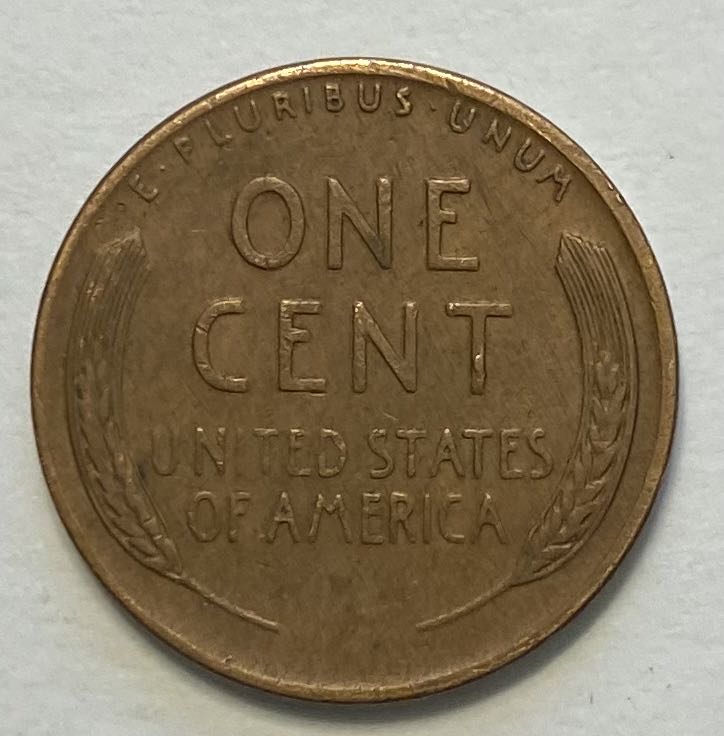 E · PLURIBUS · UNUM
ONE
CENT
UNITED STATES
OF AMERICA